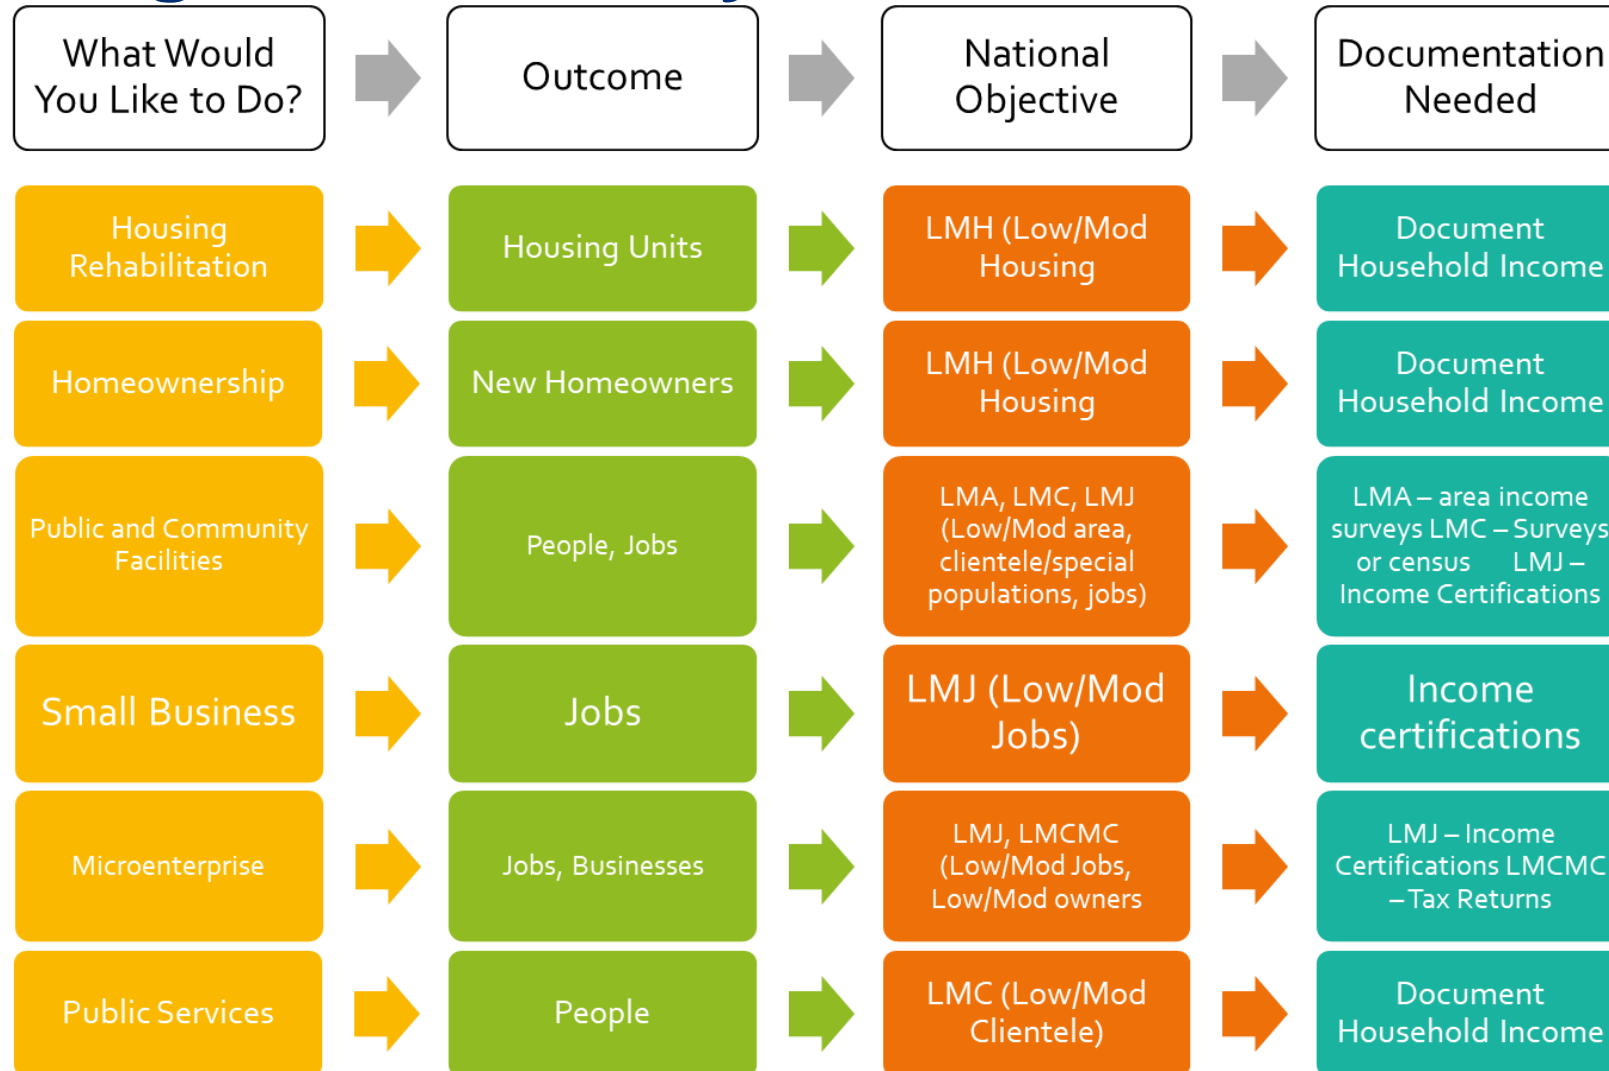 What Would
You Like to Do?
Outcome
National
Objective
Documentation
Needed
Housing
Rehabilitation
Housing Units
LMH (Low/Mod
Housing
Document
Household Income
Homeownership
New Homeowners
LMH (Low/Mod
Housing
Document
Household Income
Public and Community
Facilities
People, Jobs
LMA, LMC, LMJ
(Low/Mod area,
clientele/special
populations, jobs)
LMA – area income
surveys LMC – Surveys
or census LMJ –
Income Certifications
Small Business
Jobs
LMJ (Low/Mod
Jobs)
Income
certifications
Microenterprise
Jobs, Businesses
LMJ, LMCMC
(Low/Mod Jobs,
Low/Mod owners
LMJ – Income
Certifications LMCMC
– Tax Returns
Public Services
People
LMC (Low/Mod
Clientele)
Document
Household Income